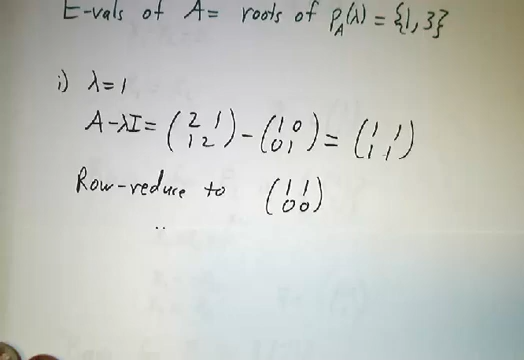 E-vals of A = roots of p_A(λ) = {1, 3}
i) λ = 1
A-λI = (2 1 / 1 2) - (1 0 / 0 1) = (1 1 / 1 1)
Row-reduce to (1 1 / 0 0)